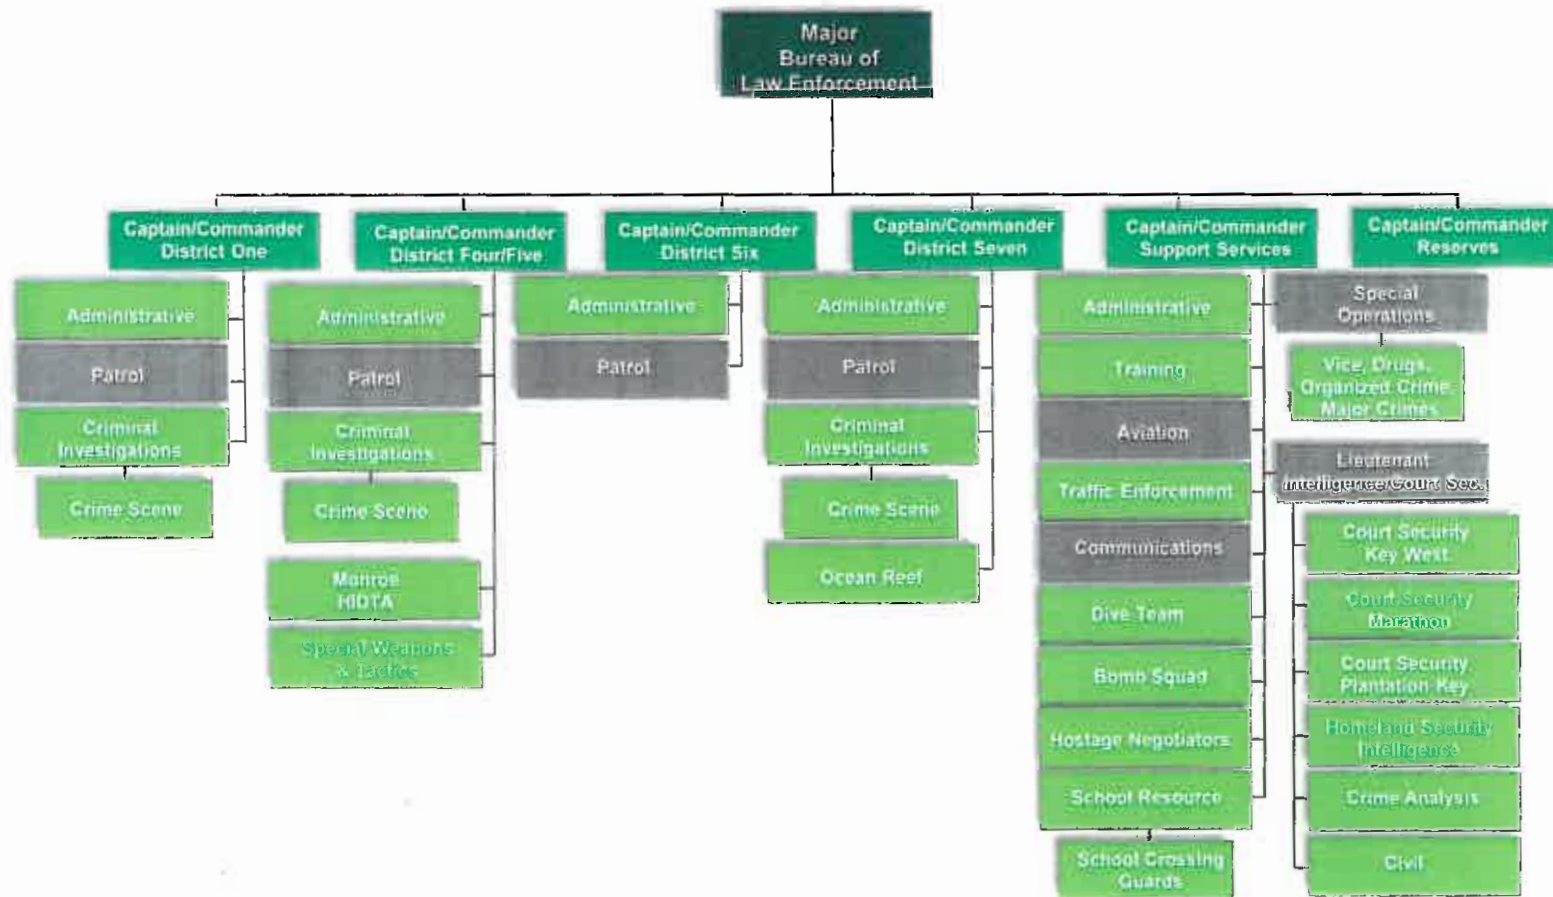 Major
Bureau of
Law Enforcement
Captain/Commander
District One
Administrative
Patrol
Criminal
Investigations
Crime Scene
Captain/Commander
District Four/Five
Administrative
Patrol
Criminal
Investigations
Crime Scene
Monroe
HIDTA
Special Weapons
& Tactics
Captain/Commander
District Six
Administrative
Patrol
Captain/Commander
District Seven
Administrative
Patrol
Criminal
Investigations
Crime Scene
Ocean Reef
Captain/Commander
Support Services
Administrative
Training
Aviation
Traffic Enforcement
Communications
Dive Team
Bomb Squad
Hostage Negotiators
School Resource
School Crossing
Guards
Special
Operations
Vice, Drugs,
Organized Crime,
Major Crimes
Lieutenant
Intelligence/Court Sec.
Court Security
Key West
Court Security
Marathon
Court Security
Plantation Key
Homeland Security
Intelligence
Crime Analysis
Civil
Captain/Commander
Reserves